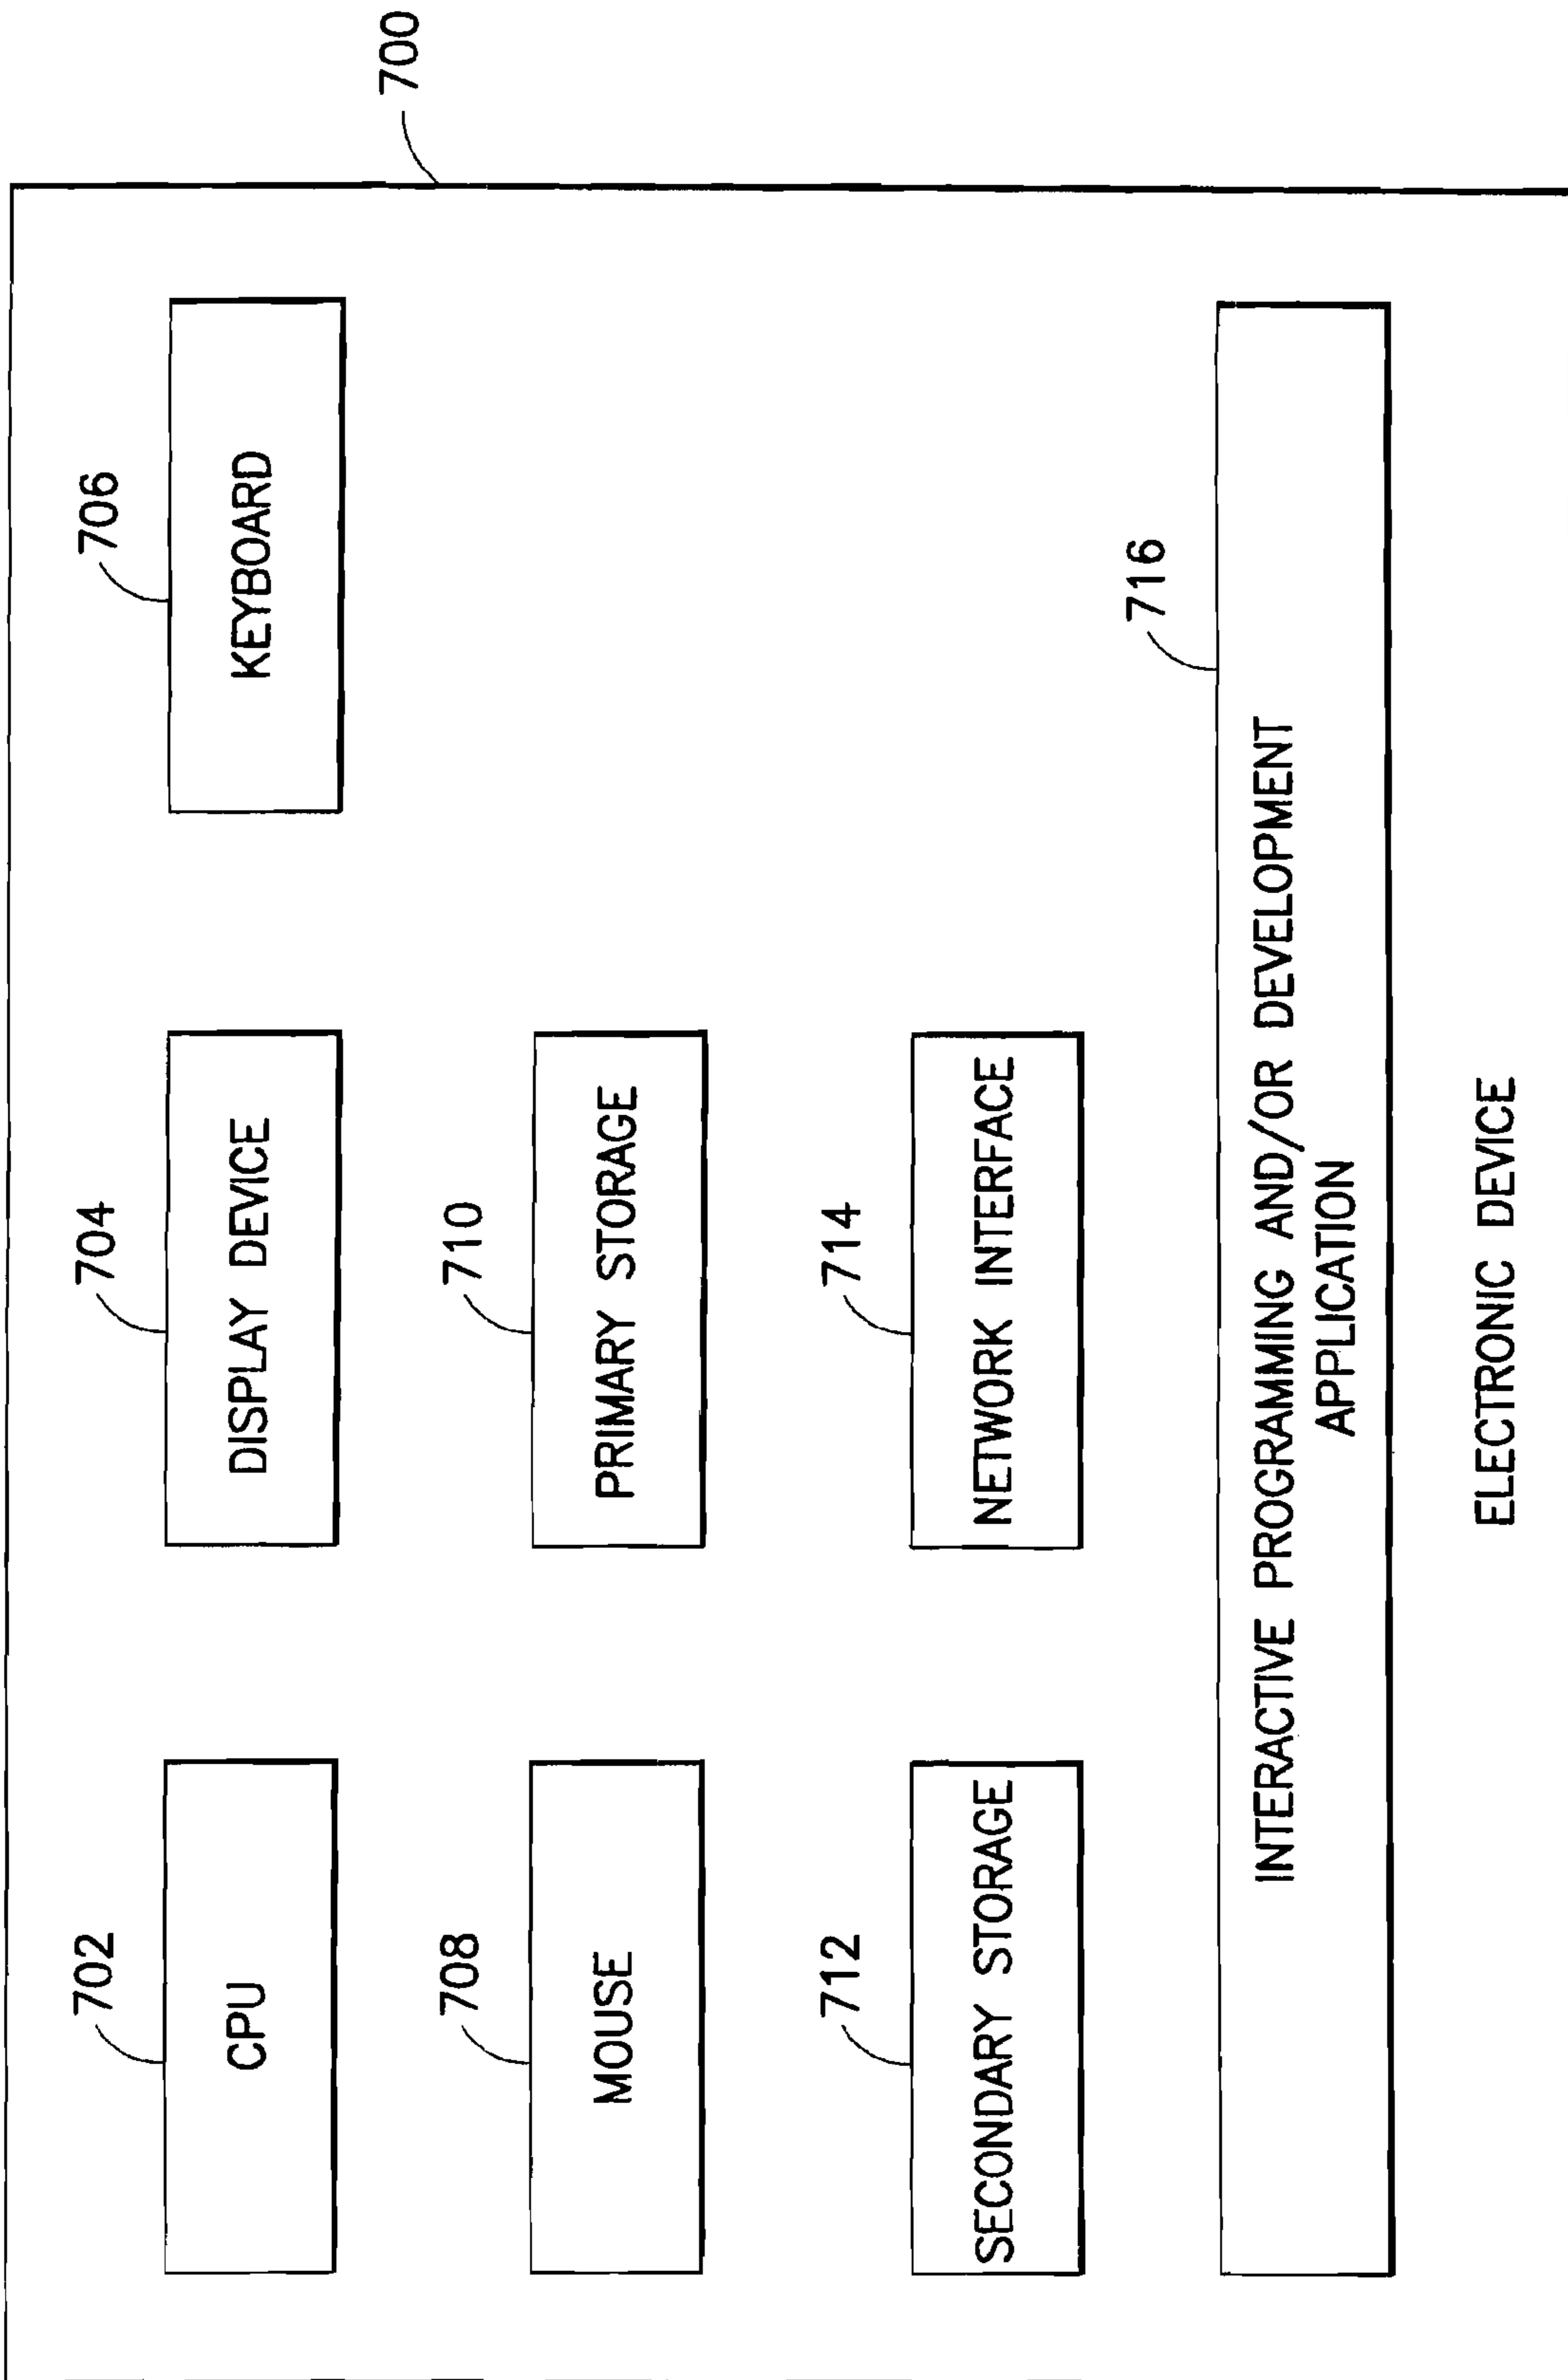 702
CPU
704
DISPLAY DEVICE
706
KEYBOARD
700
708
MOUSE
710
PRIMARY STORAGE
712
SECONDARY STORAGE
714
NETWORK INTERFACE
716
INTERACTIVE PROGRAMMING AND/OR DEVELOPMENT
APPLICATION
ELECTRONIC DEVICE